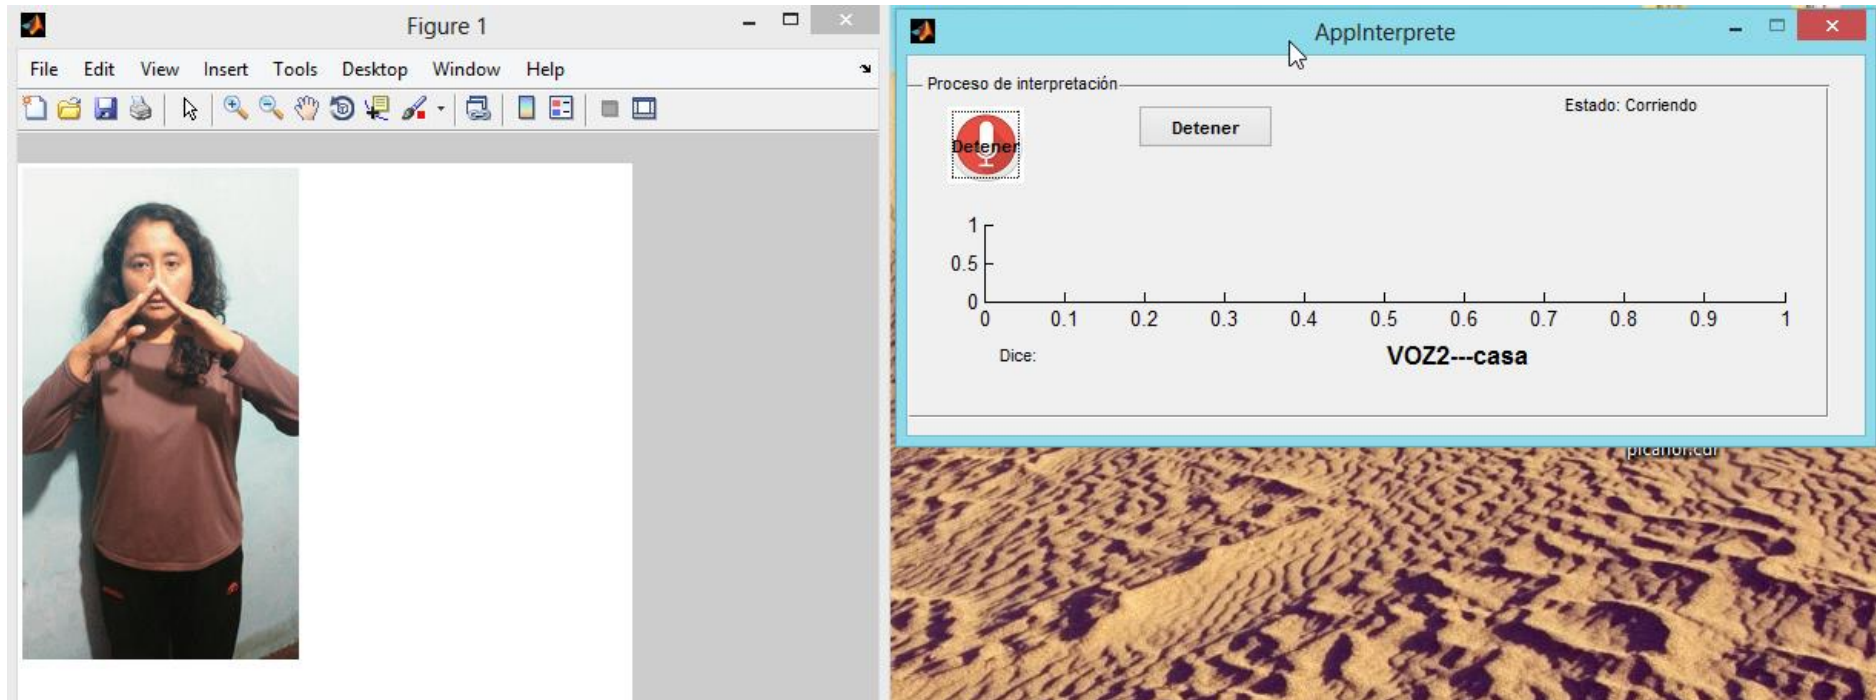 Figure 1
File Edit View Insert Tools Desktop Window Help
AppInterprete
Proceso de interpretación
Estado: Corriendo
Detener
Detener
1
0.5
0
0 0.1 0.2 0.3 0.4 0.5 0.6 0.7 0.8 0.9 1
Dice:
VOZ2---casa